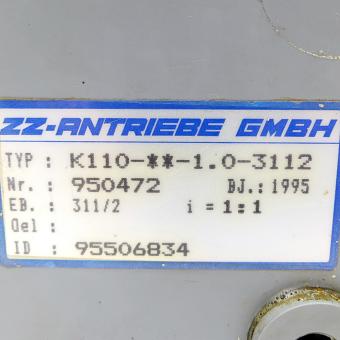 ZZ-ANTRIEBE GMBH
TYP : K110-**-1.0-3112
Nr. : 950472 BJ.: 1995
EB. : 311/2 i = 1:1
Oel :
ID : 95506834